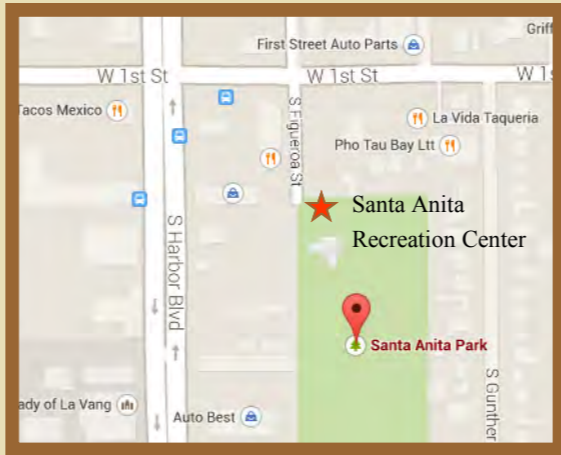 Griff
First Street Auto Parts
W 1st St
W 1st St
W 1s
Tacos Mexico
S Figueroa St
La Vida Taqueria
Pho Tau Bay Ltt
Santa Anita
Recreation Center
S Harbor Blvd
Santa Anita Park
S Gunther
ady of La Vang
Auto Best